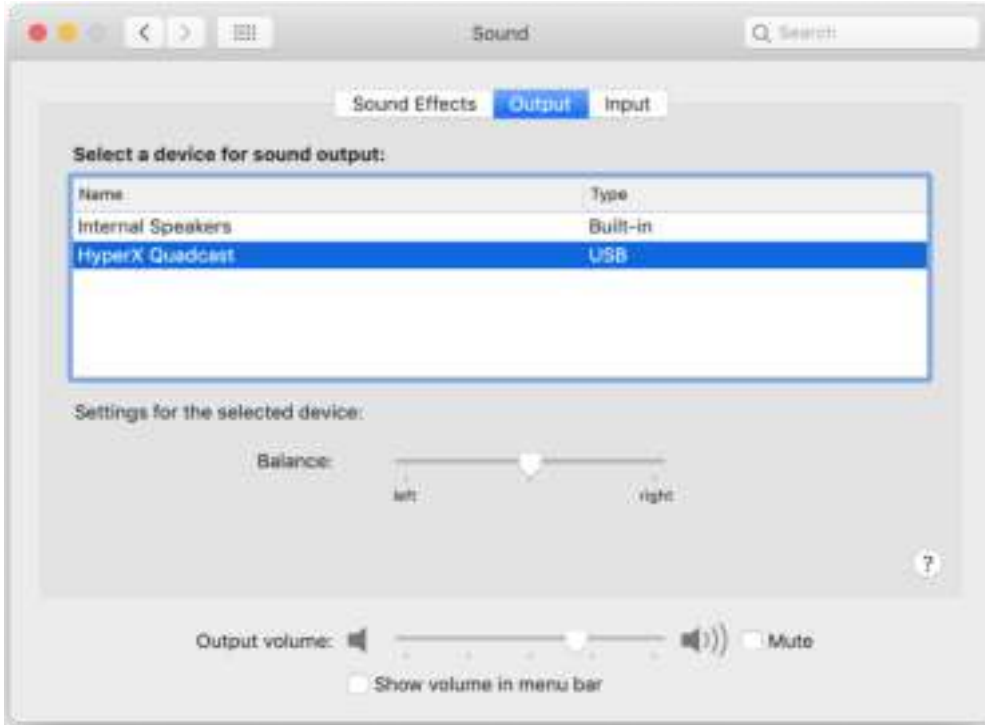 Sound
Search
Sound Effects Output Input
Select a device for sound output:
Name Type
Internal Speakers Built-in
HyperX Quadcast USB
Settings for the selected device:
Balance:
left right
?
Output volume: Mute
Show volume in menu bar